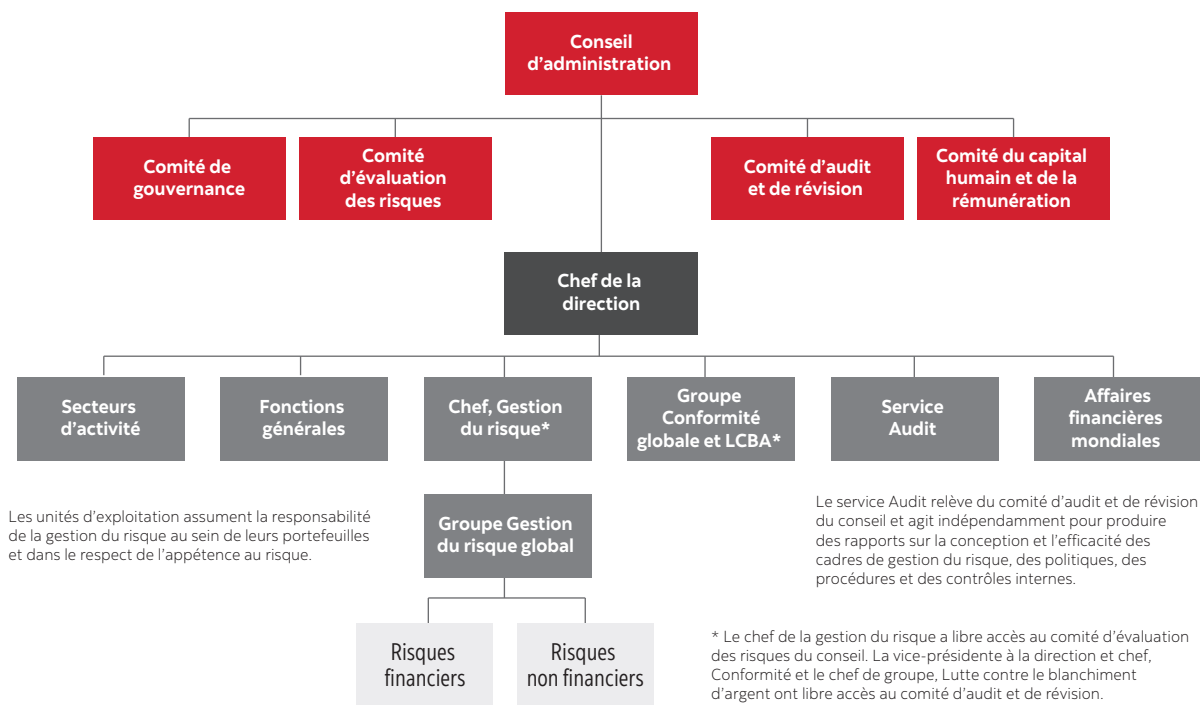 Conseil
d'administration
Comité de
gouvernance
Comité
d'évaluation
des risques
Comité d'audit
et de révision
Comité du capital
humain et de la
rémunération
Chef de la
direction
Secteurs
d'activité
Fonctions
générales
Chef, Gestion
du risque*
Groupe
Conformité
globale et LCBA*
Service
Audit
Affaires
financières
mondiales
Les unités d'exploitation assument la responsabilité
de la gestion du risque au sein de leurs portefeuilles
et dans le respect de l'appétence au risque.
Groupe Gestion
du risque global
Le service Audit relève du comité d'audit et de révision
du conseil et agit indépendamment pour produire
des rapports sur la conception et l'efficacité des
cadres de gestion du risque, des politiques, des
procédures et des contrôles internes.
Risques
financiers
Risques
non financiers
* Le chef de la gestion du risque a libre accès au comité d'évaluation
des risques du conseil. La vice-présidente à la direction et chef,
Conformité et le chef de groupe, Lutte contre le blanchiment
d'argent ont libre accès au comité d'audit et de révision.